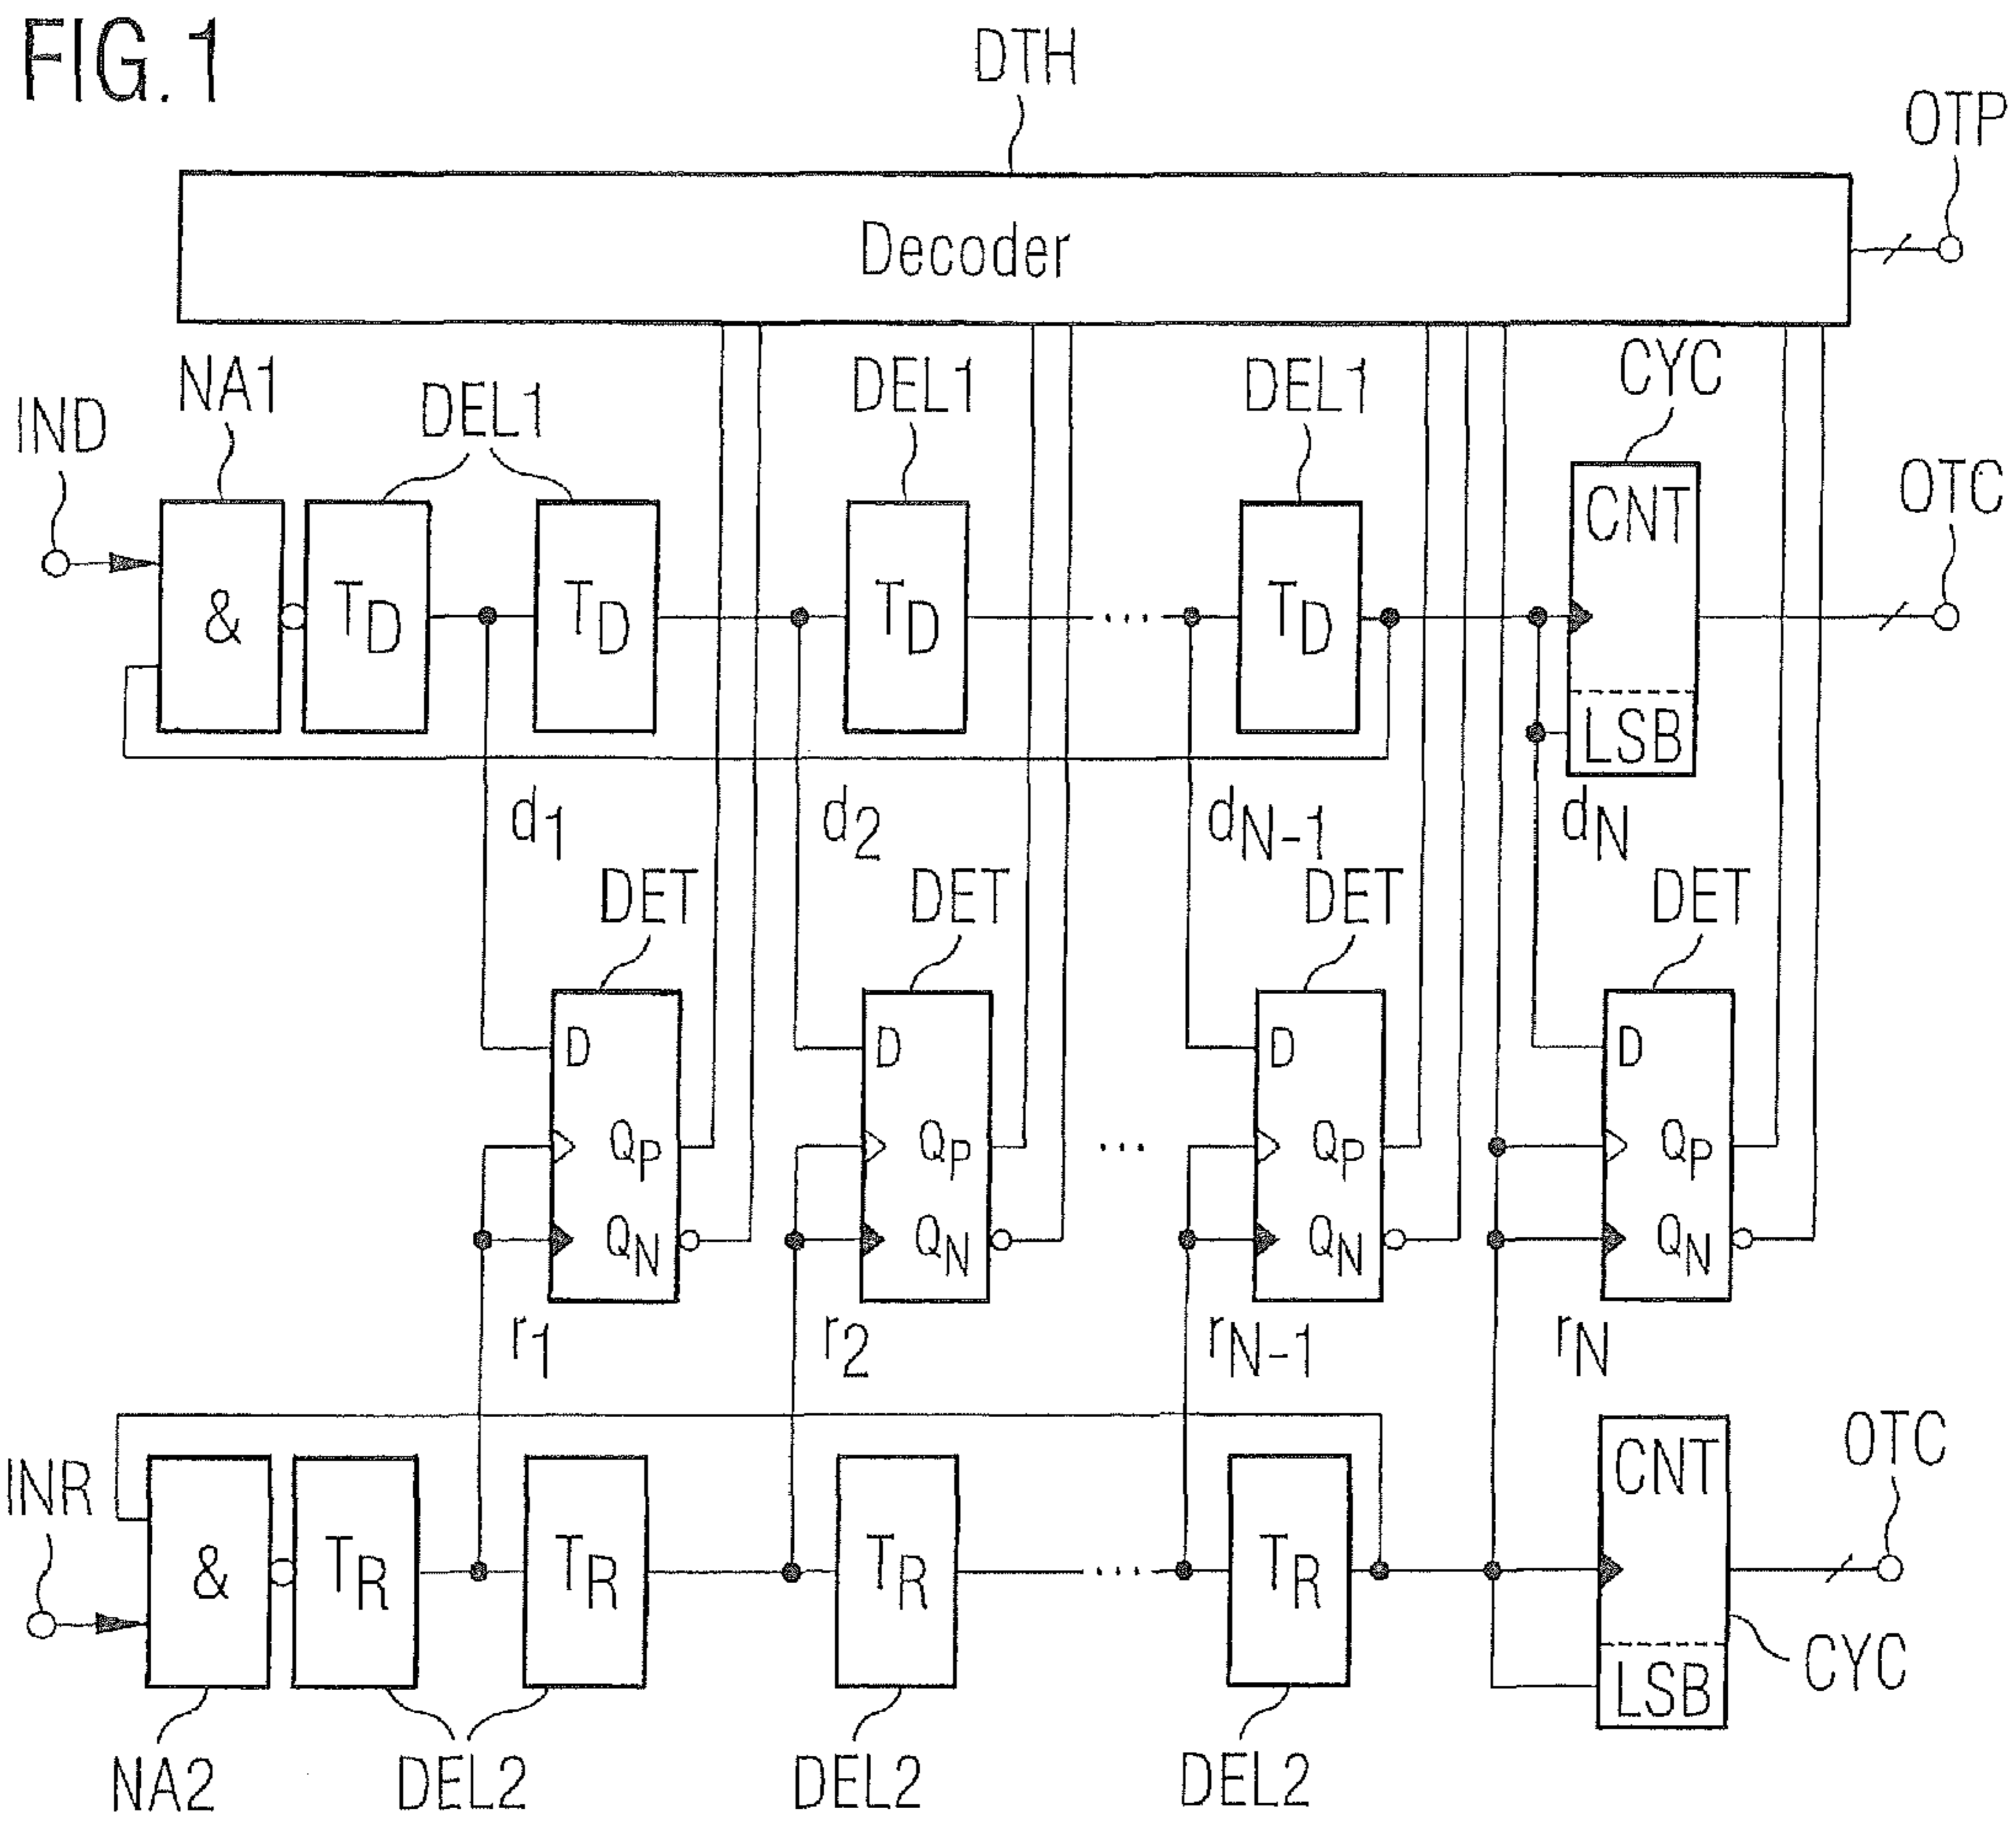 FIG. 1
DTH
OTP
Decoder
NA1
DEL1
DEL1
DEL1
CYC
IND
OTC
& TD TD TD ... TD CNT
LSB
d1 d2 dN-1 dN
DET DET DET DET
D D D D
QP QP ... QP QP
QN QN QN QN
r1 r2 rN-1 rN
INR
OTC
& TR TR TR ... TR CNT
LSB
CYC
NA2 DEL2 DEL2 DEL2